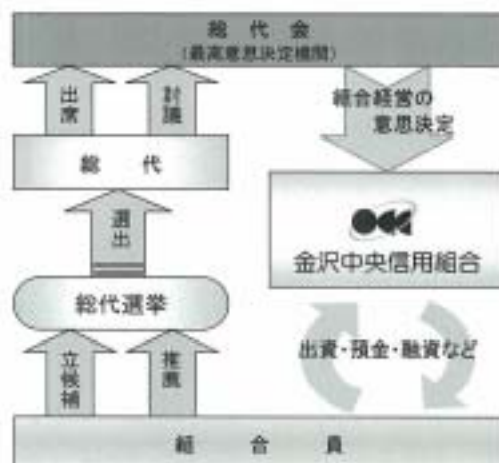 総代会
(最高意思決定機関)
出席
討議
組合経営の
意思決定
総代
選出
金沢中央信用組合
総代選挙
出資・預金・融資など
立候補
推薦
組合員